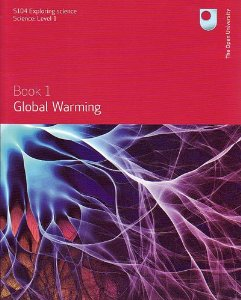 S104 Exploring science
Science: Level 1
The Open University
Book 1
Global Warming